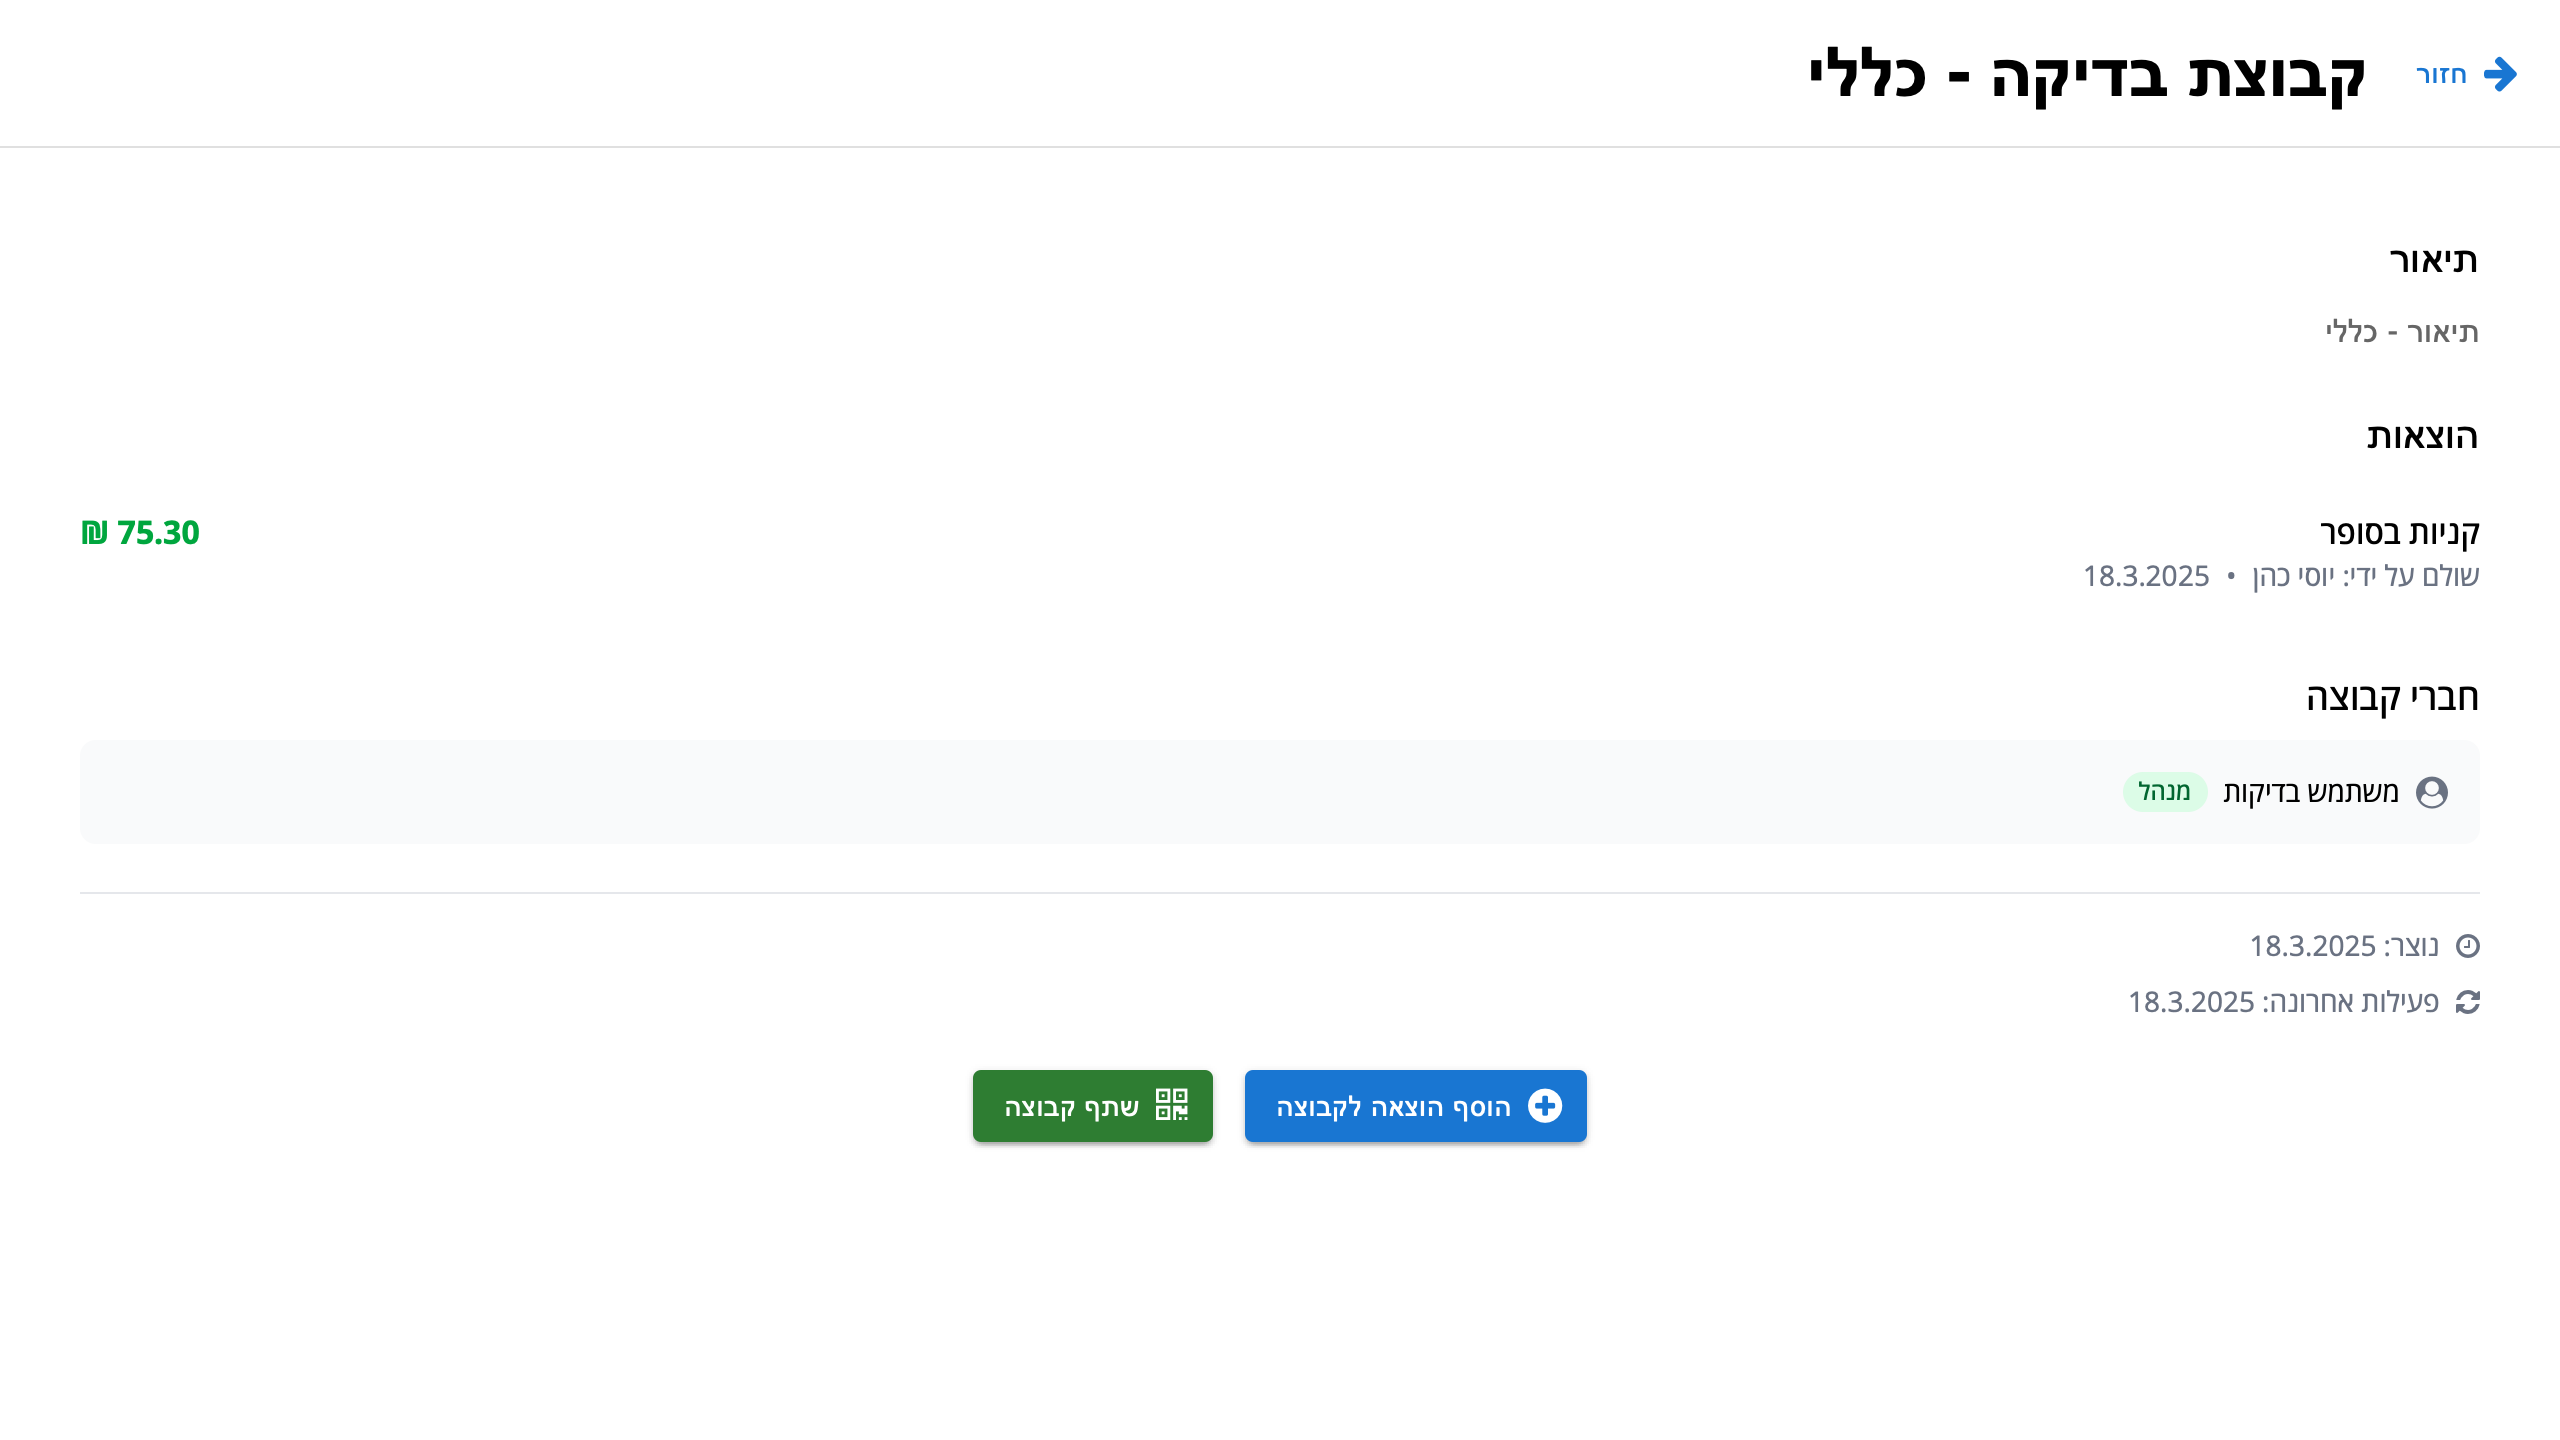 חזור
קבוצת בדיקה - כללי
תיאור
תיאור - כללי
הוצאות
קניות בסופר
75.30 ₪
שולם על ידי: יוסי כהן • 18.3.2025
חברי קבוצה
משתמש בדיקות מנהל
נוצר: 18.3.2025
פעילות אחרונה: 18.3.2025
הוסף הוצאה לקבוצה
שתף קבוצה